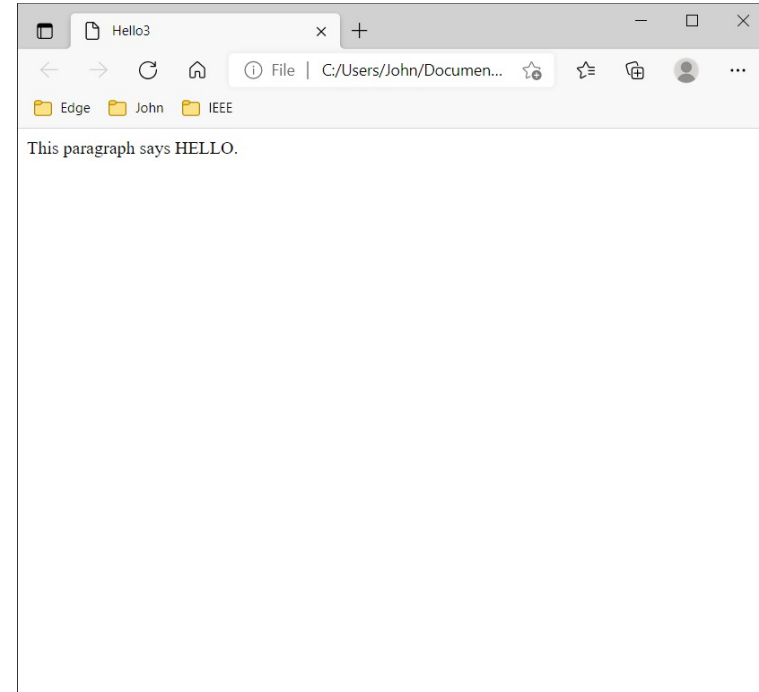 Hello3
File | C:/Users/John/Documen...
Edge John IEEE
This paragraph says HELLO.